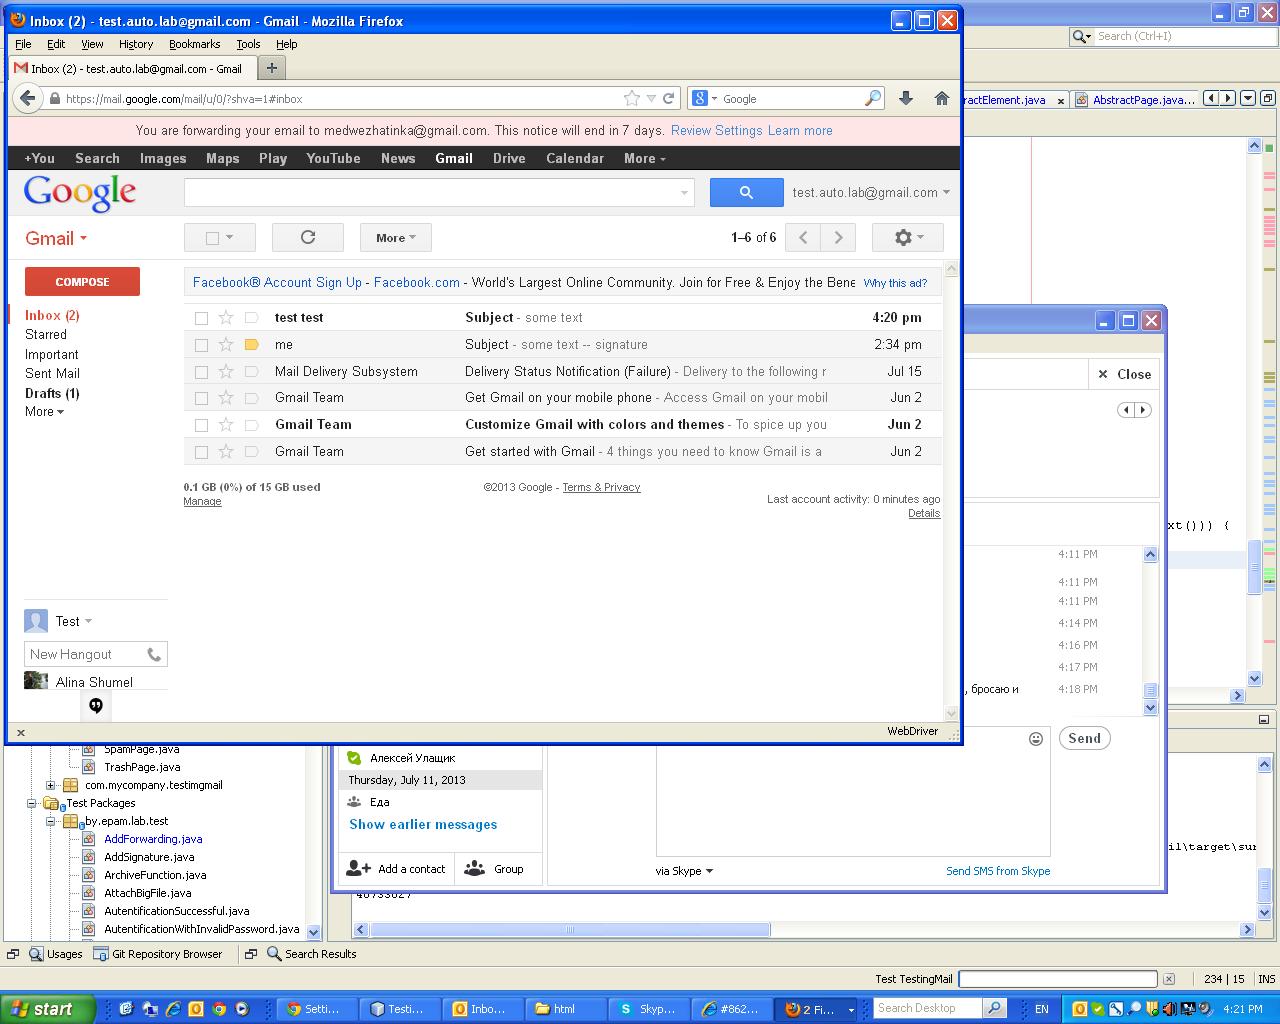 Inbox (2) - test.auto.lab@gmail.com - Gmail - Mozilla Firefox
File Edit View History Bookmarks Tools Help
Inbox (2) - test.auto.lab@gmail.com - Gmail
https://mail.google.com/mail/u/0/?shva=1#inbox
Google
You are forwarding your email to medwezhatinka@gmail.com. This notice will end in 7 days. Review Settings Learn more
+You Search Images Maps Play YouTube News Gmail Drive Calendar More
Google
test.auto.lab@gmail.com
Gmail
More
1–6 of 6
COMPOSE
Inbox (2)
Starred
Important
Sent Mail
Drafts (1)
More
Facebook® Account Sign Up - Facebook.com - World's Largest Online Community. Join for Free & Enjoy the Bene Why this ad?
test test Subject - some text 4:20 pm
me Subject - some text -- signature 2:34 pm
Mail Delivery Subsystem Delivery Status Notification (Failure) - Delivery to the following r Jul 15
Gmail Team Get Gmail on your mobile phone - Access Gmail on your mobil Jun 2
Gmail Team Customize Gmail with colors and themes - To spice up you Jun 2
Gmail Team Get started with Gmail - 4 things you need to know Gmail is a Jun 2
0.1 GB (0%) of 15 GB used
Manage
©2013 Google - Terms & Privacy
Last account activity: 0 minutes ago
Details
Test
New Hangout
Alina Shumel
WebDriver
Search (Ctrl+I)
ractElement.java
AbstractPage.java...
xt())) {
Close
4:11 PM
4:11 PM
4:11 PM
4:14 PM
4:16 PM
4:17 PM
, бросаю и 4:18 PM
Send
via Skype
Send SMS from Skype
Алексей Улащик
Thursday, July 11, 2013
Еда
Show earlier messages
Add a contact
Group
il\target\sur
SpamPage.java
TrashPage.java
com.mycompany.testimgmail
Test Packages
by.epam.lab.test
AddForwarding.java
AddSignature.java
ArchiveFunction.java
AttachBigFile.java
AutentificationSuccessful.java
AutentificationWithInvalidPassword.java
Usages
Git Repository Browser
Search Results
Test TestingMail
234 | 15
INS
start
Setti...
Testi...
Inbo...
html
Skyp...
#862...
2 Fi...
Search Desktop
EN
4:21 PM